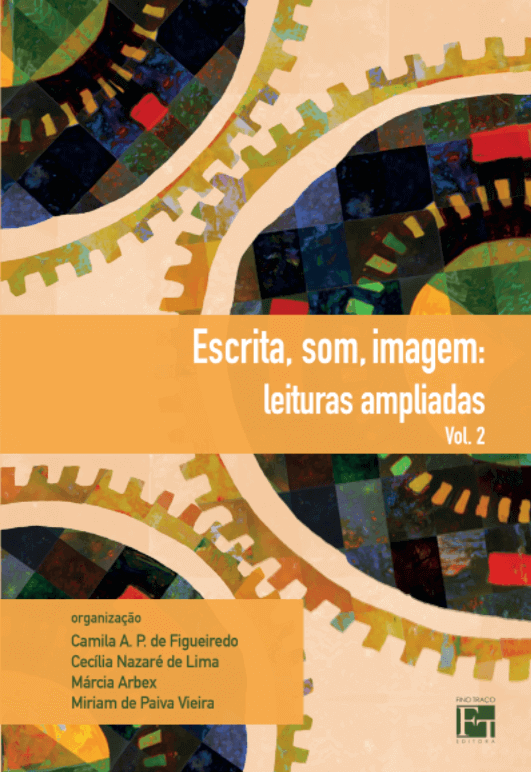 Escrita, som, imagem:
leituras ampliadas
Vol. 2
organização
Camila A. P. de Figueiredo
Cecília Nazaré de Lima
Márcia Arbex
Miriam de Paiva Vieira
FINO TRAÇO
FT
EDITORA